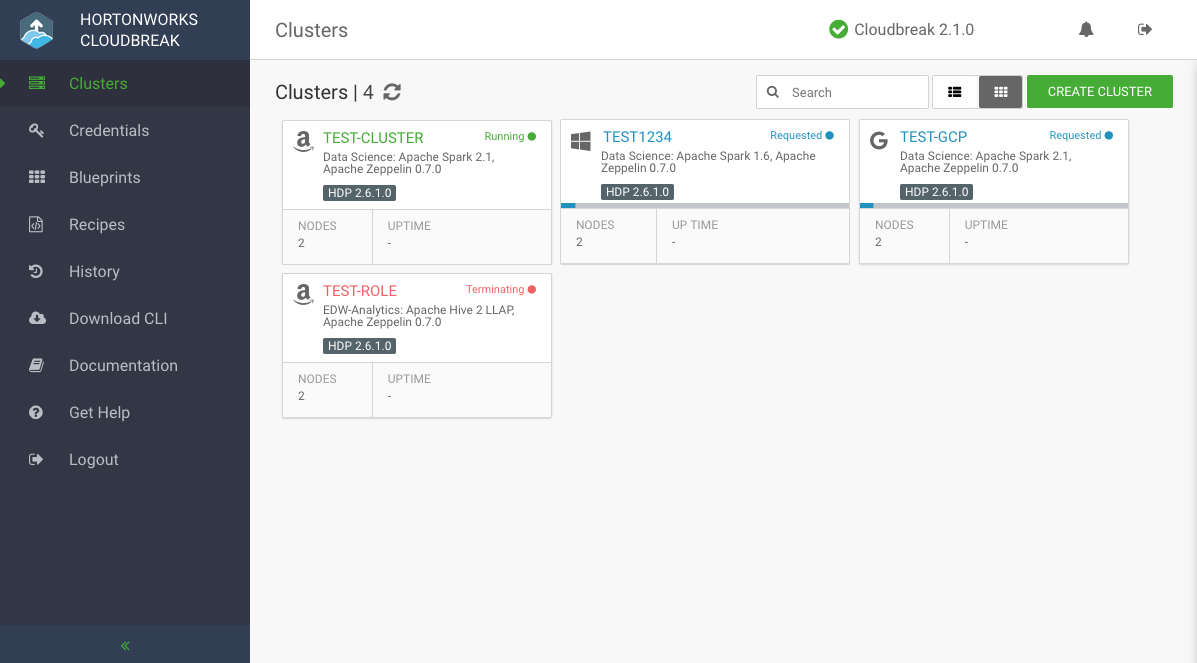 HORTONWORKS
CLOUDBREAK
Clusters
Cloudbreak 2.1.0
Clusters
Credentials
Blueprints
Recipes
History
Download CLI
Documentation
Get Help
Logout
Clusters | 4
Search
CREATE CLUSTER
TEST-CLUSTER
Running
Data Science: Apache Spark 2.1,
Apache Zeppelin 0.7.0
HDP 2.6.1.0
NODES
2
UPTIME
-
TEST1234
Requested
Data Science: Apache Spark 1.6, Apache
Zeppelin 0.7.0
HDP 2.6.1.0
NODES
2
UP TIME
-
TEST-GCP
Requested
Data Science: Apache Spark 2.1,
Apache Zeppelin 0.7.0
HDP 2.6.1.0
NODES
2
UPTIME
-
TEST-ROLE
Terminating
EDW-Analytics: Apache Hive 2 LLAP,
Apache Zeppelin 0.7.0
HDP 2.6.1.0
NODES
2
UPTIME
-